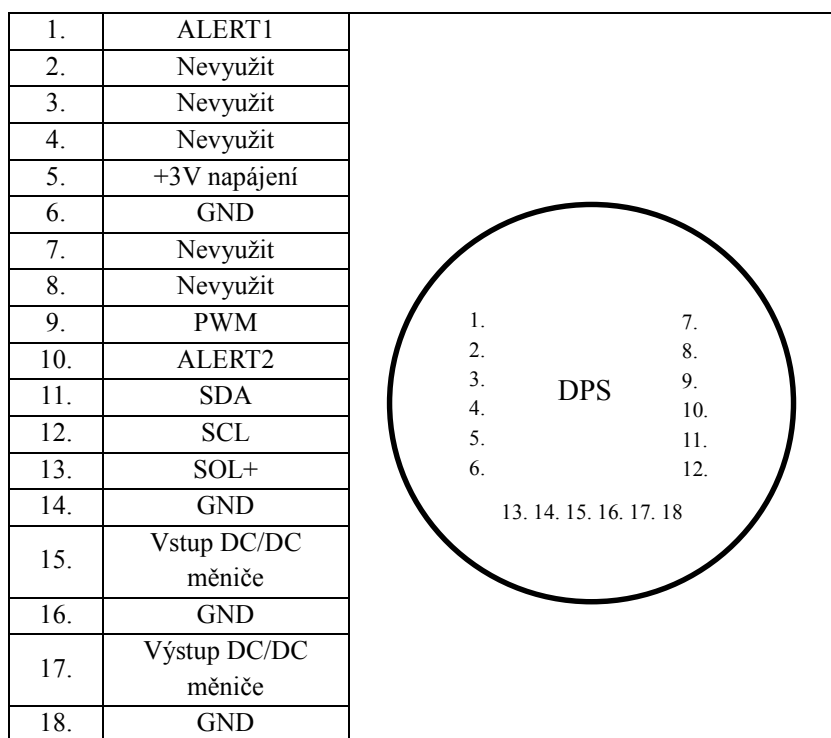 1. ALERT1
2. Nevyužit
3. Nevyužit
4. Nevyužit
5. +3V napájení
6. GND
7. Nevyužit
8. Nevyužit
9. PWM
10. ALERT2
11. SDA
12. SCL
13. SOL+
14. GND
15. Vstup DC/DC
měniče
16. GND
17. Výstup DC/DC
měniče
18. GND
1. 7.
2. 8.
3. DPS 9.
4. 10.
5. 11.
6. 12.
13. 14. 15. 16. 17. 18